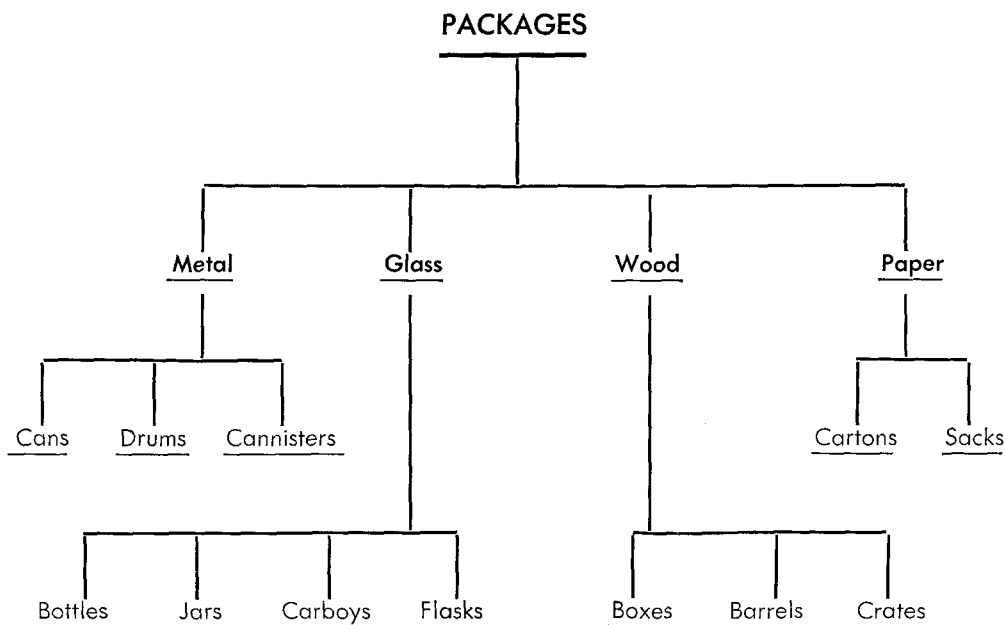 PACKAGES
Metal Glass Wood Paper
Cans Drums Cannisters Cartons Sacks
Bottles Jars Carboys Flasks Boxes Barrels Crates